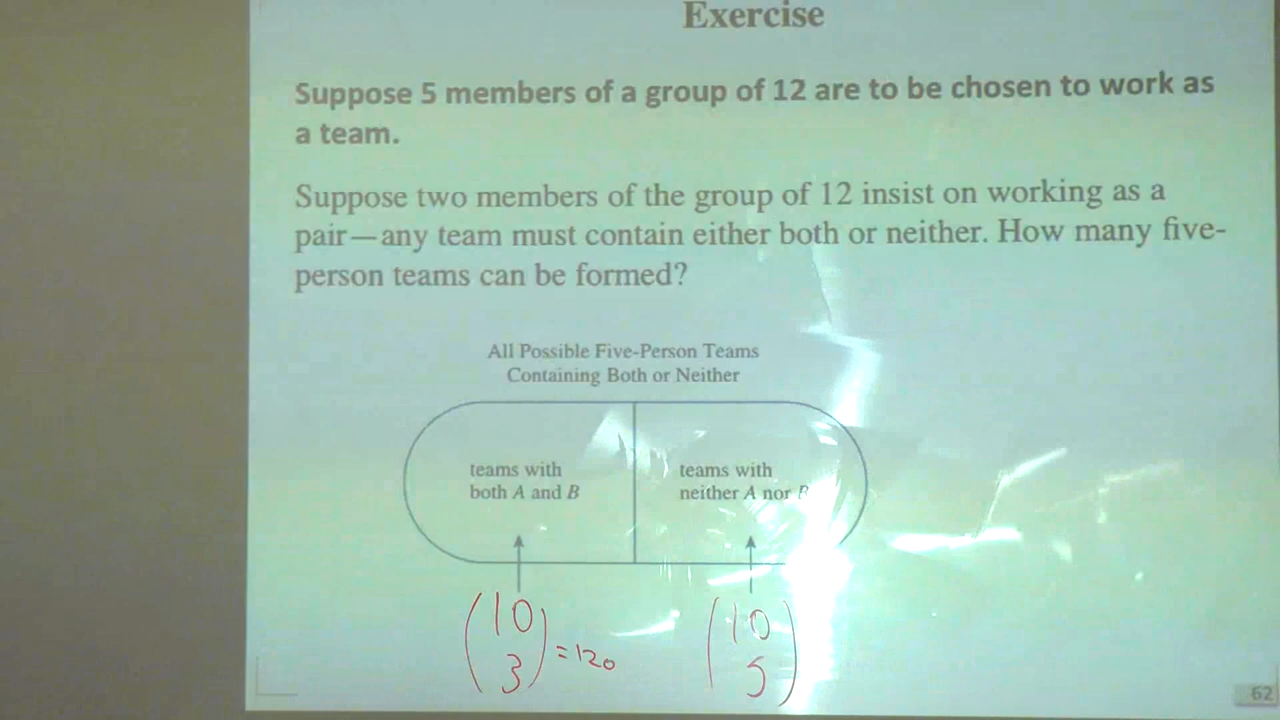 Exercise
Suppose 5 members of a group of 12 are to be chosen to work as
a team.
Suppose two members of the group of 12 insist on working as a
pair—any team must contain either both or neither. How many five-
person teams can be formed?
All Possible Five-Person Teams
Containing Both or Neither
teams with
both A and B
teams with
neither A nor B
(10
3) = 120
(10
5)
62